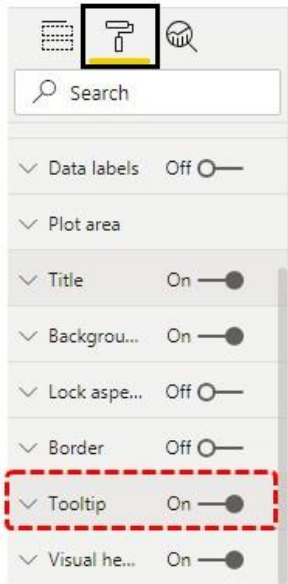 Search
Data labels Off
Plot area
Title On
Backgrou... On
Lock aspe... Off
Border Off
Tooltip On
Visual he... On